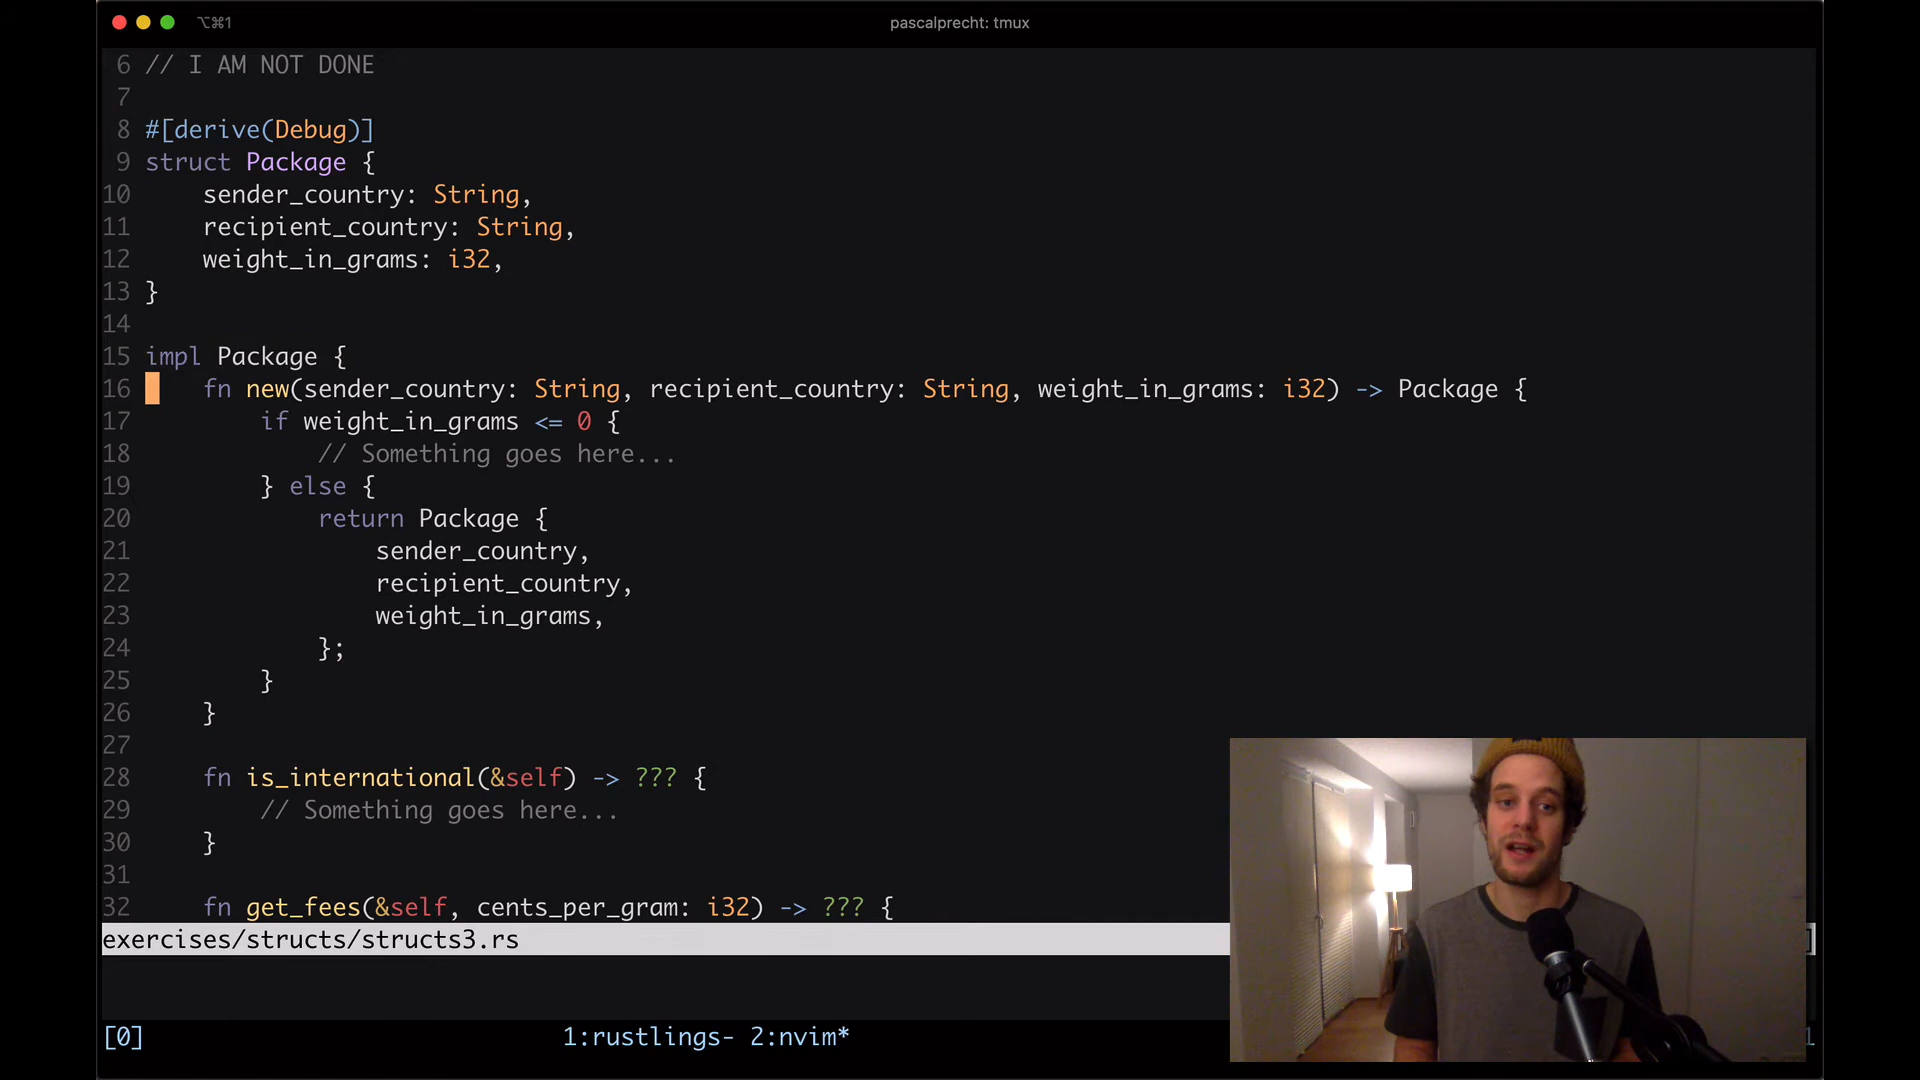 ⌥⌘1
pascalprecht: tmux
6 // I AM NOT DONE
7
8 #[derive(Debug)]
9 struct Package {
10     sender_country: String,
11     recipient_country: String,
12     weight_in_grams: i32,
13 }
14
15 impl Package {
16     fn new(sender_country: String, recipient_country: String, weight_in_grams: i32) -> Package {
17         if weight_in_grams <= 0 {
18             // Something goes here...
19         } else {
20             return Package {
21                 sender_country,
22                 recipient_country,
23                 weight_in_grams,
24             };
25         }
26     }
27
28     fn is_international(&self) -> ??? {
29         // Something goes here...
30     }
31
32     fn get_fees(&self, cents_per_gram: i32) -> ??? {
exercises/structs/structs3.rs
[0] 1:rustlings- 2:nvim*